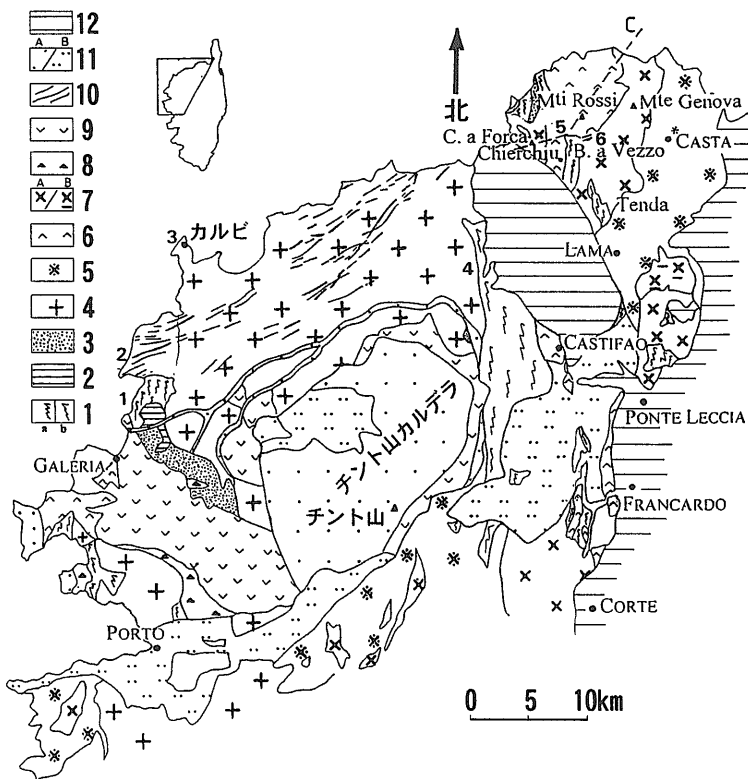 12
A B
11
10
9
8
A B
7
6
5
4
3
2
1
a b
北
C
Mti Rossi
Mte Genova
C. a Forca
5
6
Chierchiu
B. a Vezzo
CASTA
Tenda
3
カルビ
LAMA
4
2
CASTIFAO
1
PONTE LECCIA
チント山カルデラ
GALERIA
チント山
FRANCARDO
CORTE
PORTO
0 5 10km